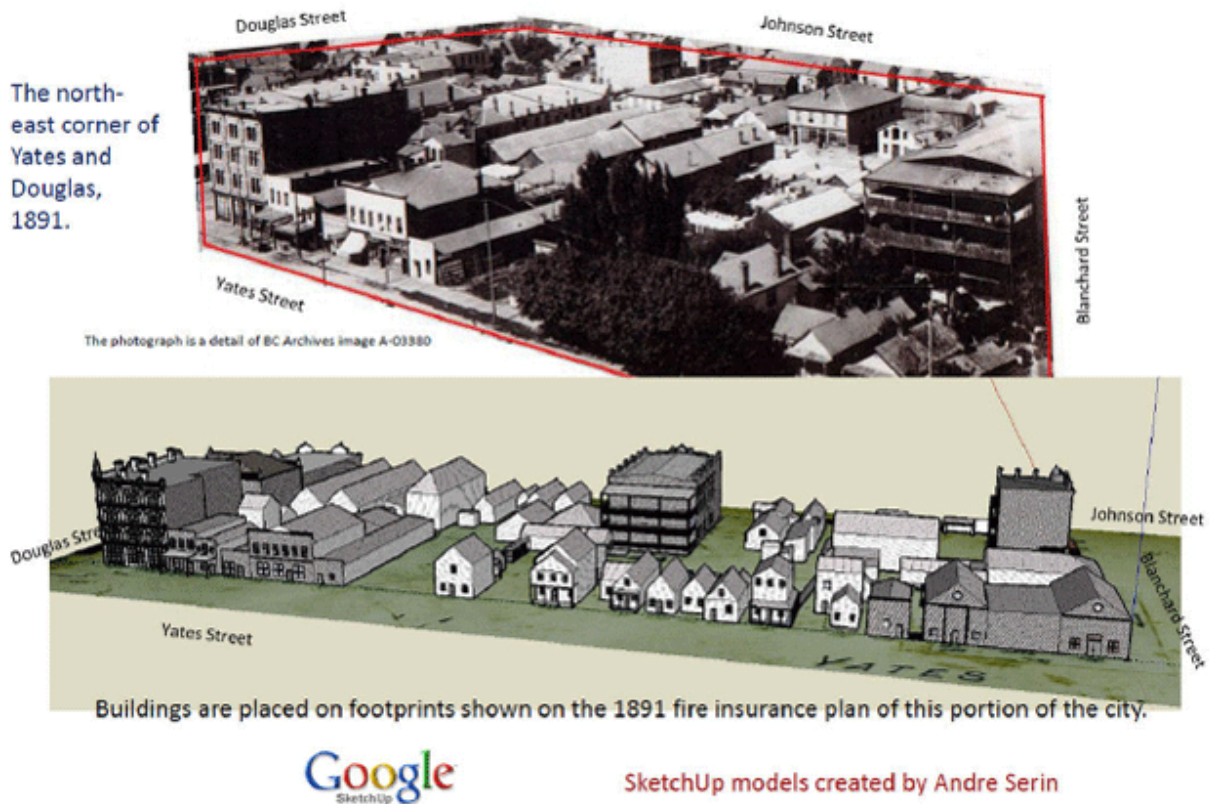 Douglas Street
Johnson Street
The north-
east corner of
Yates and
Douglas,
1891.
Yates Street
Blanchard Street
The photograph is a detail of BC Archives image A-03380
Johnson Street
Douglas Stre
Blanchard Street
Yates Street
YATES
Buildings are placed on footprints shown on the 1891 fire insurance plan of this portion of the city.
Google
SketchUp
SketchUp models created by Andre Serin